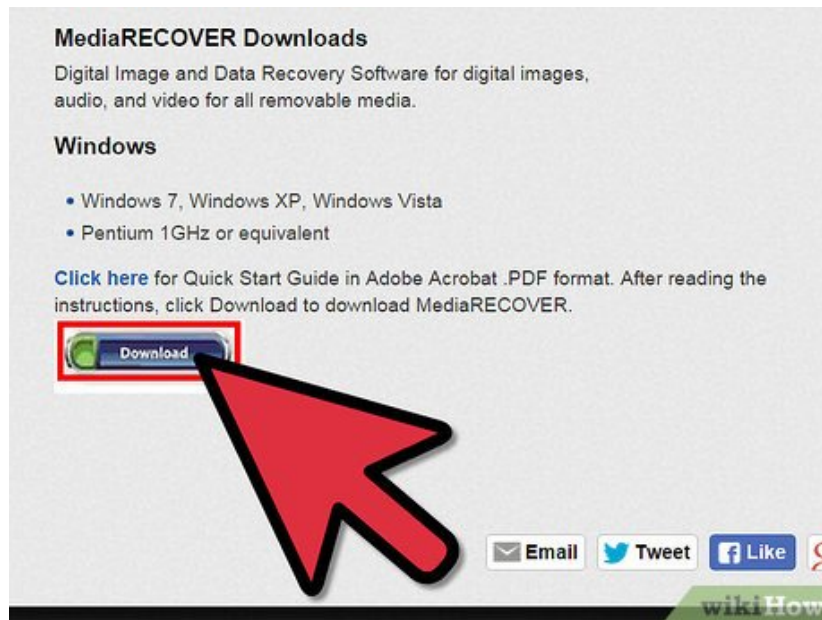 MediaRECOVER Downloads
Digital Image and Data Recovery Software for digital images,
audio, and video for all removable media.
Windows
• Windows 7, Windows XP, Windows Vista
• Pentium 1GHz or equivalent
Click here for Quick Start Guide in Adobe Acrobat .PDF format. After reading the
instructions, click Download to download MediaRECOVER.
Download
Email Tweet Like
wikiHow